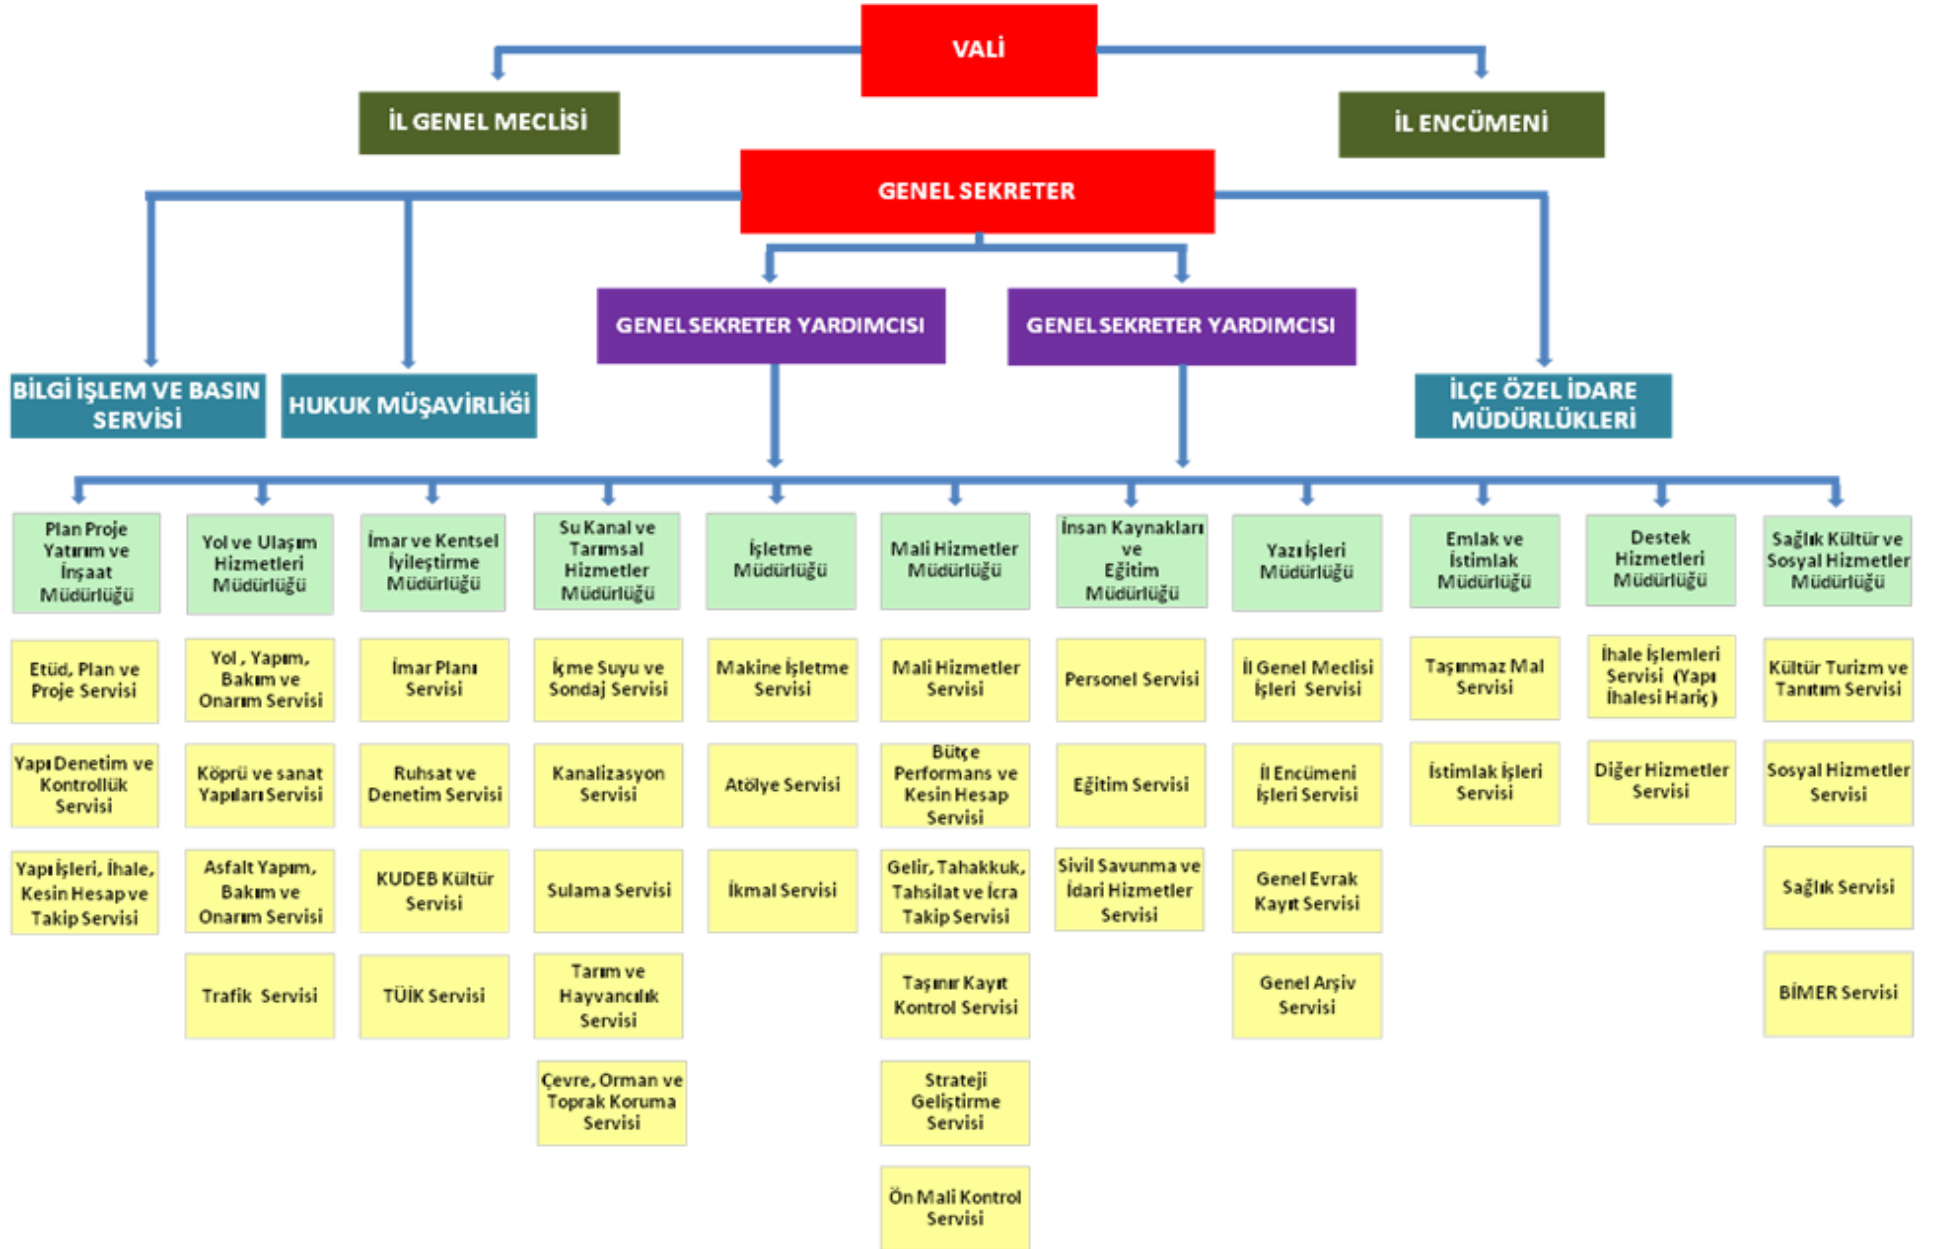 VALİ
İL GENEL MECLİSİ
İL ENCÜMENİ
GENEL SEKRETER
GENEL SEKRETER YARDIMCISI
GENEL SEKRETER YARDIMCISI
BİLGİ İŞLEM VE BASIN
SERVİSİ
HUKUK MÜŞAVİRLİĞİ
İLÇE ÖZEL İDARE
MÜDÜRLÜKLERİ
Plan Proje
Yatırım ve
İnşaat
Müdürlüğü
Yol ve Ulaşım
Hizmetleri
Müdürlüğü
İmar ve Kentsel
İyileştirme
Müdürlüğü
Su Kanal ve
Tarımsal
Hizmetler
Müdürlüğü
İşletme
Müdürlüğü
Mali Hizmetler
Müdürlüğü
İnsan Kaynakları
ve
Eğitim
Müdürlüğü
Yazı İşleri
Müdürlüğü
Emlak ve
İstimlak
Müdürlüğü
Destek
Hizmetleri
Müdürlüğü
Sağlık Kültür ve
Sosyal Hizmetler
Müdürlüğü
Etüd, Plan ve
Proje Servisi
Yol , Yapım,
Bakım ve
Onarım Servisi
İmar Planı
Servisi
İçme Suyu ve
Sondaj Servisi
Makine İşletme
Servisi
Mali Hizmetler
Servisi
Personel Servisi
İl Genel Meclisi
İşleri Servisi
Taşınmaz Mal
Servisi
İhale İşlemleri
Servisi (Yapı
İhalesi Hariç)
Kültür Turizm ve
Tanıtım Servisi
Yapı Denetim ve
Kontrollük
Servisi
Köprü ve sanat
Yapıları Servisi
Ruhsat ve
Denetim Servisi
Kanalizasyon
Servisi
Atölye Servisi
Bütçe
Performans ve
Kesin Hesap
Servisi
Eğitim Servisi
İl Encümeni
İşleri Servisi
İstimlak İşleri
Servisi
Diğer Hizmetler
Servisi
Sosyal Hizmetler
Servisi
Yapı İşleri, İhale,
Kesin Hesap ve
Takip Servisi
Asfalt Yapım,
Bakım ve
Onarım Servisi
KUDEB Kültür
Servisi
Sulama Servisi
İkmal Servisi
Gelir, Tahakkuk,
Tahsilat ve İcra
Takip Servisi
Sivil Savunma ve
İdari Hizmetler
Servisi
Genel Evrak
Kayıt Servisi
Sağlık Servisi
Trafik Servisi
TÜİK Servisi
Tarım ve
Hayvancılık
Servisi
Taşınır Kayıt
Kontrol Servisi
Genel Arşiv
Servisi
BİMER Servisi
Çevre, Orman ve
Toprak Koruma
Servisi
Strateji
Geliştirme
Servisi
Ön Mali Kontrol
Servisi